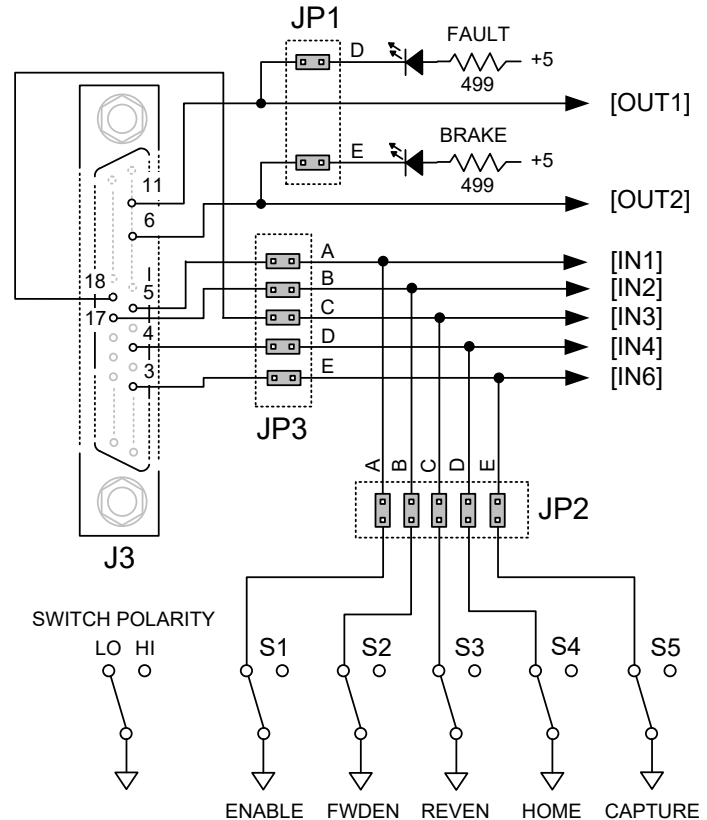 JP1
D
FAULT
499
+5
[OUT1]
E
BRAKE
499
+5
[OUT2]
11
6
18
5
17
4
3
A
B
C
D
E
[IN1]
[IN2]
[IN3]
[IN4]
[IN6]
JP3
A
B
C
D
E
JP2
J3
SWITCH POLARITY
LO HI
S1
S2
S3
S4
S5
ENABLE
FWDEN
REVEN
HOME
CAPTURE